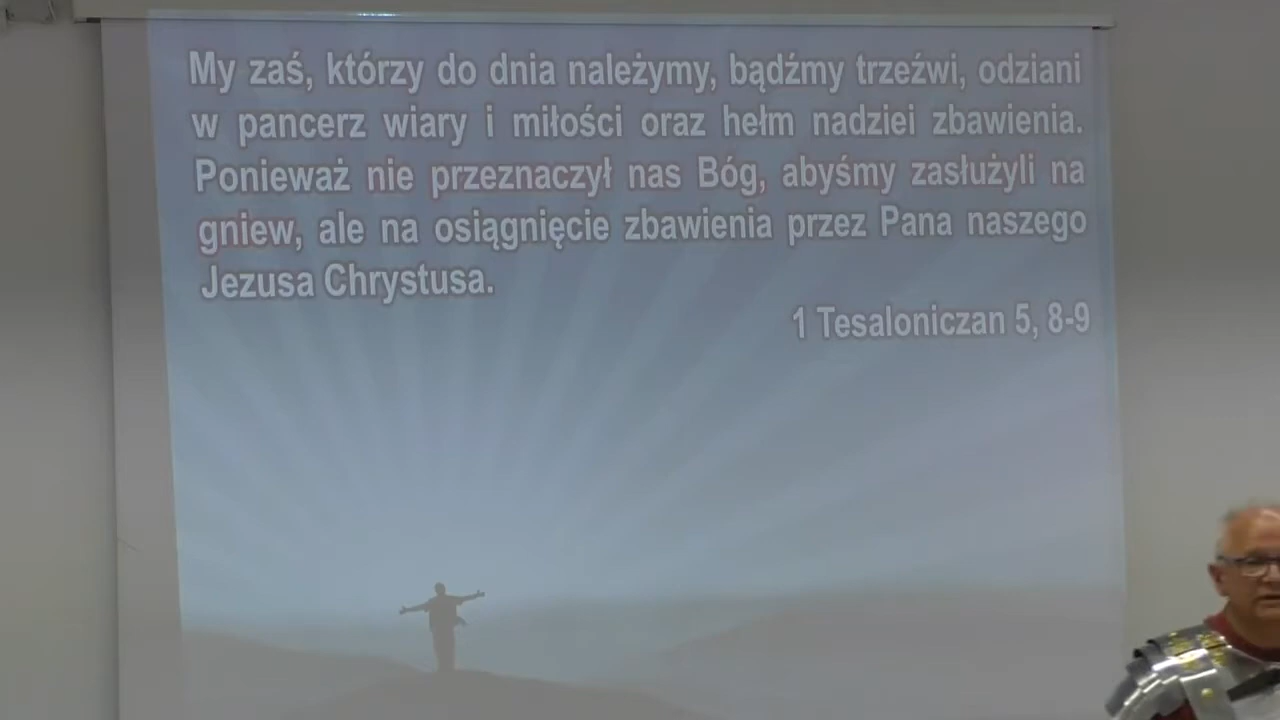 My zaś, którzy do dnia należymy, bądźmy trzeźwi, odziani
w pancerz wiary i miłości oraz hełm nadziei zbawienia.
Ponieważ nie przeznaczył nas Bóg, abyśmy zasłużyli na
gniew, ale na osiągnięcie zbawienia przez Pana naszego
Jezusa Chrystusa.
1 Tesaloniczan 5, 8-9